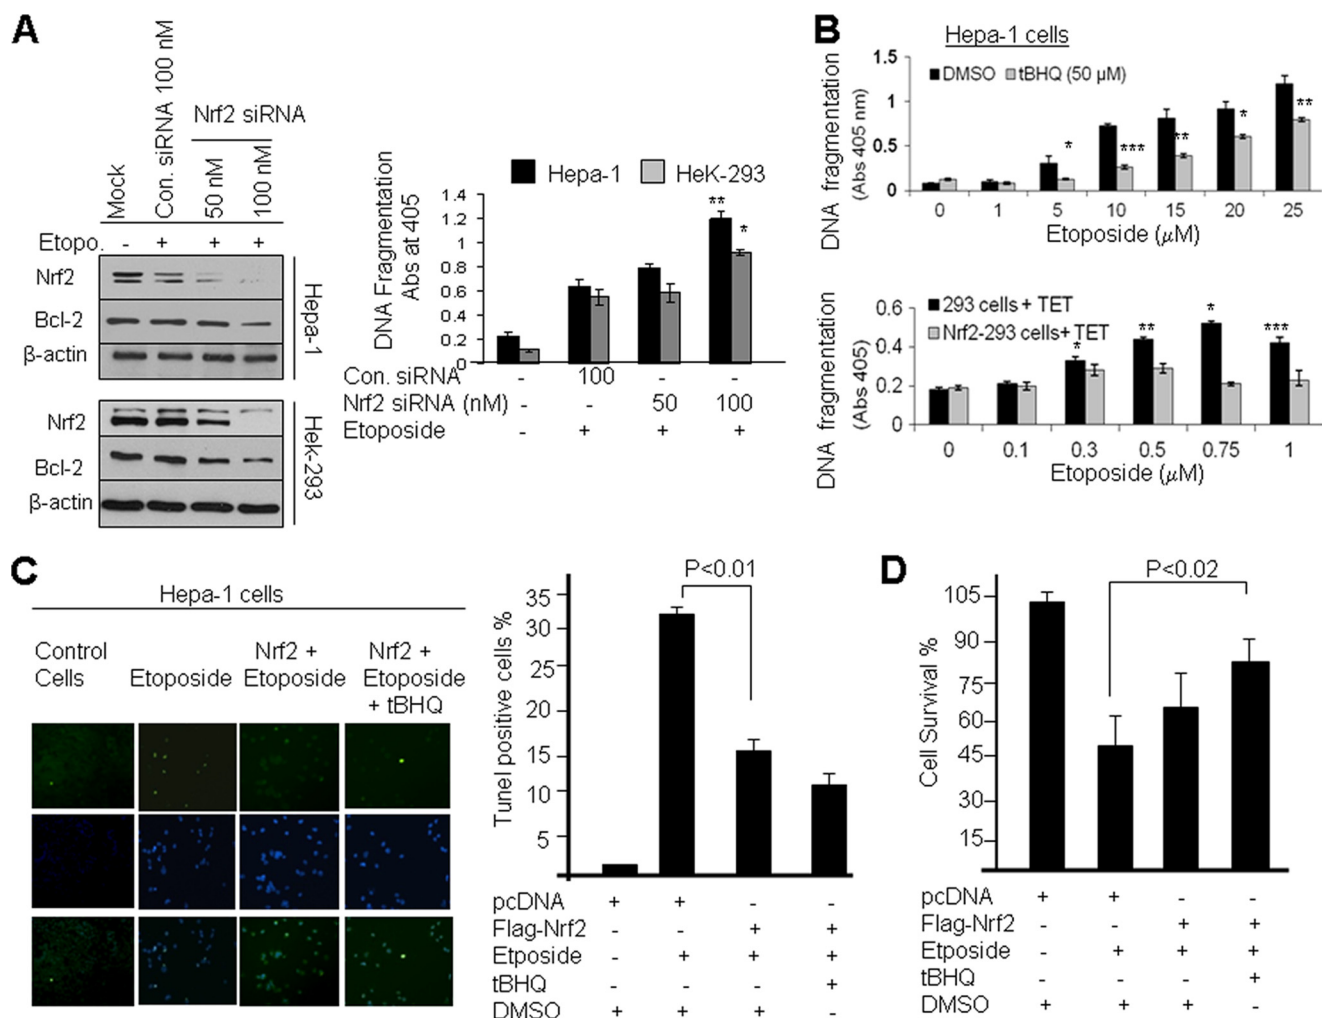 A
Mock
Con. siRNA 100 nM
Nrf2 siRNA
50 nM
100 nM
Etopo. - + + +
Nrf2
Bcl-2
β-actin
Hepa-1
Nrf2
Bcl-2
β-actin
Hek-293
Hepa-1 HeK-293
DNA Fragmentation
Abs at 405
1.4
1.2
1
0.8
0.6
0.4
0.2
0
**
*
Con. siRNA - 100 - -
Nrf2 siRNA (nM) - - 50 100
Etoposide - + + +
B
Hepa-1 cells
DMSO tBHQ (50 µM)
DNA fragmentation
(Abs 405 nm)
1.5
1
0.5
0
* *** ** * **
0 1 5 10 15 20 25
Etoposide (µM)
293 cells + TET
Nrf2-293 cells+ TET
DNA fragmentation
(Abs 405)
0.6
0.4
0.2
0
* ** * ***
0 0.1 0.3 0.5 0.75 1
Etoposide (µM)
C
Hepa-1 cells
Control
Cells
Etoposide
Nrf2 +
Etoposide
Nrf2 +
Etoposide
+ tBHQ
P<0.01
Tunel positive cells %
35
30
25
20
15
10
5
pcDNA + + - -
Flag-Nrf2 - - + +
Etposide - + + +
tBHQ - - - +
DMSO + + + -
D
P<0.02
Cell Survival %
105
90
75
60
45
30
15
pcDNA + + - -
Flag-Nrf2 - - + +
Etposide - + + +
tBHQ - - - +
DMSO + + + -